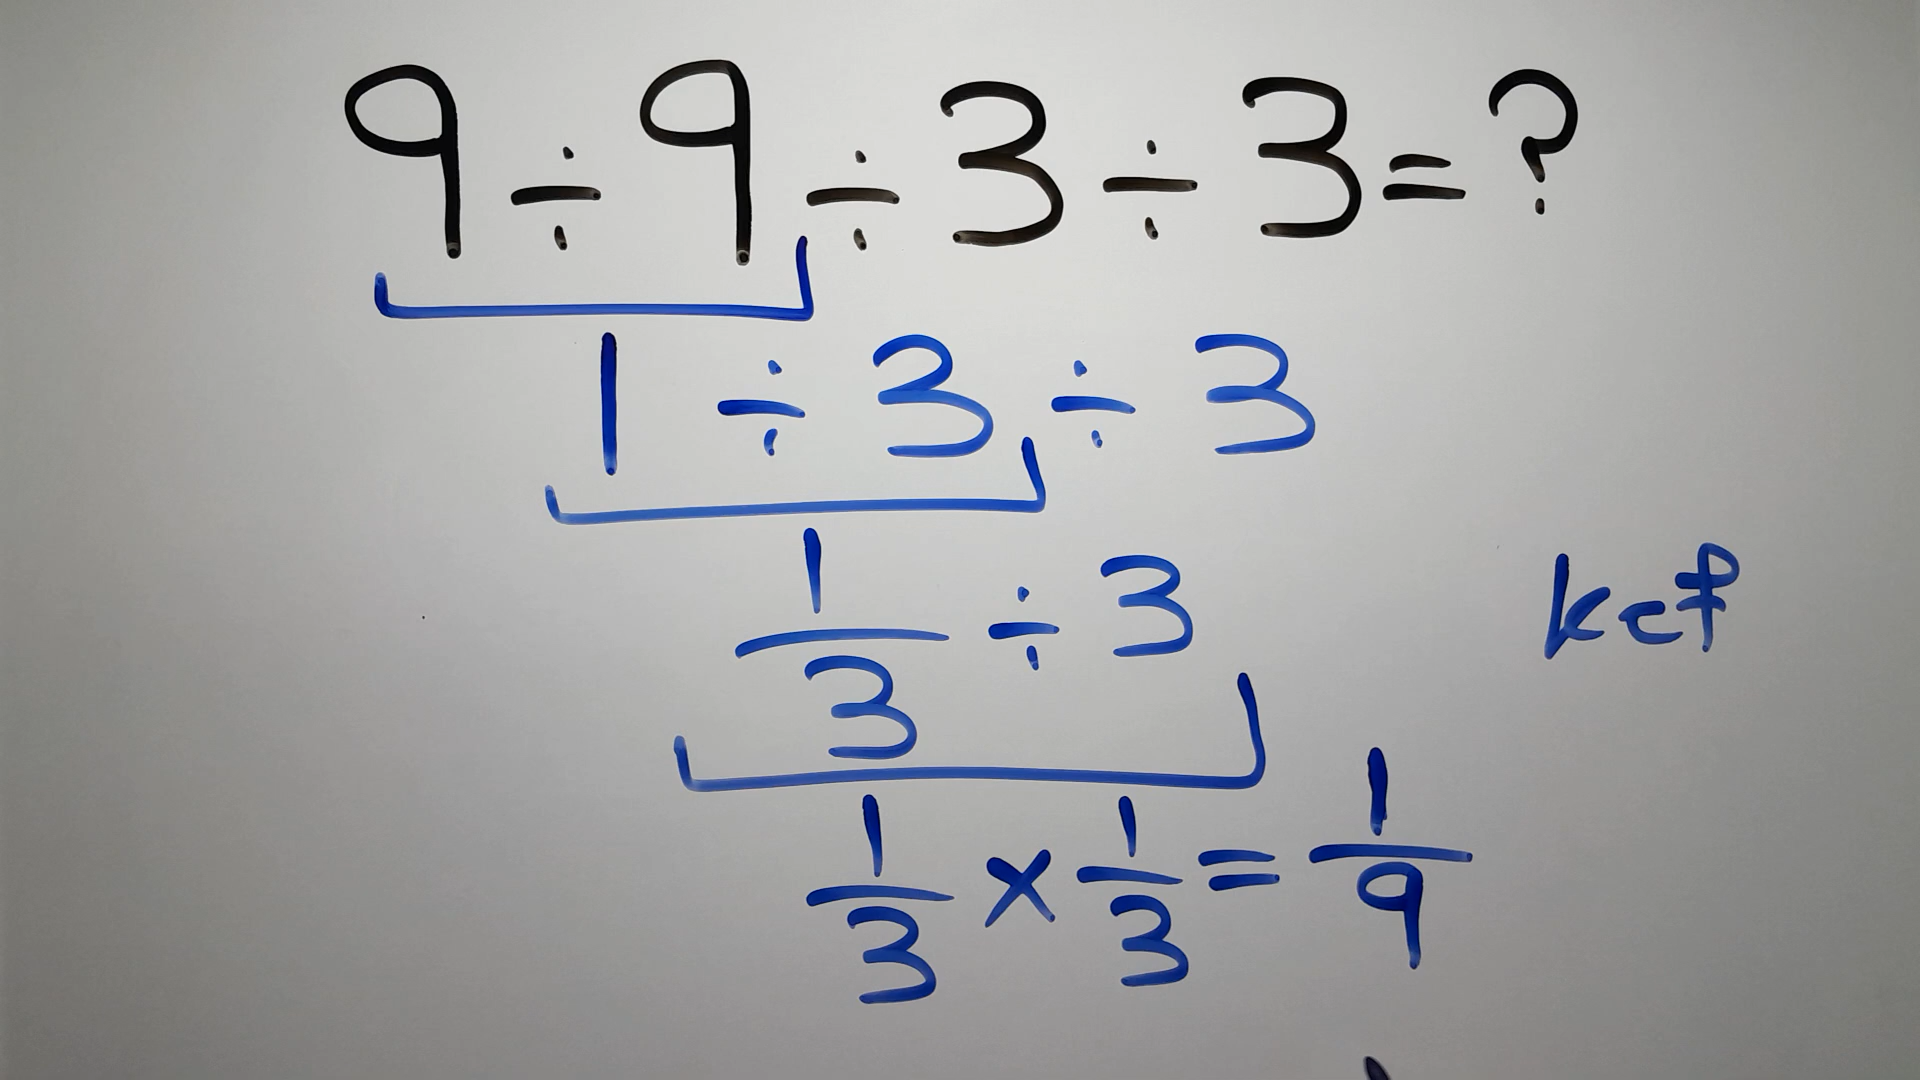 9 ÷ 9 ÷ 3 ÷ 3 = ?
1 ÷ 3 ÷ 3
1/3 ÷ 3
kcf
1/3 × 1/3 = 1/9